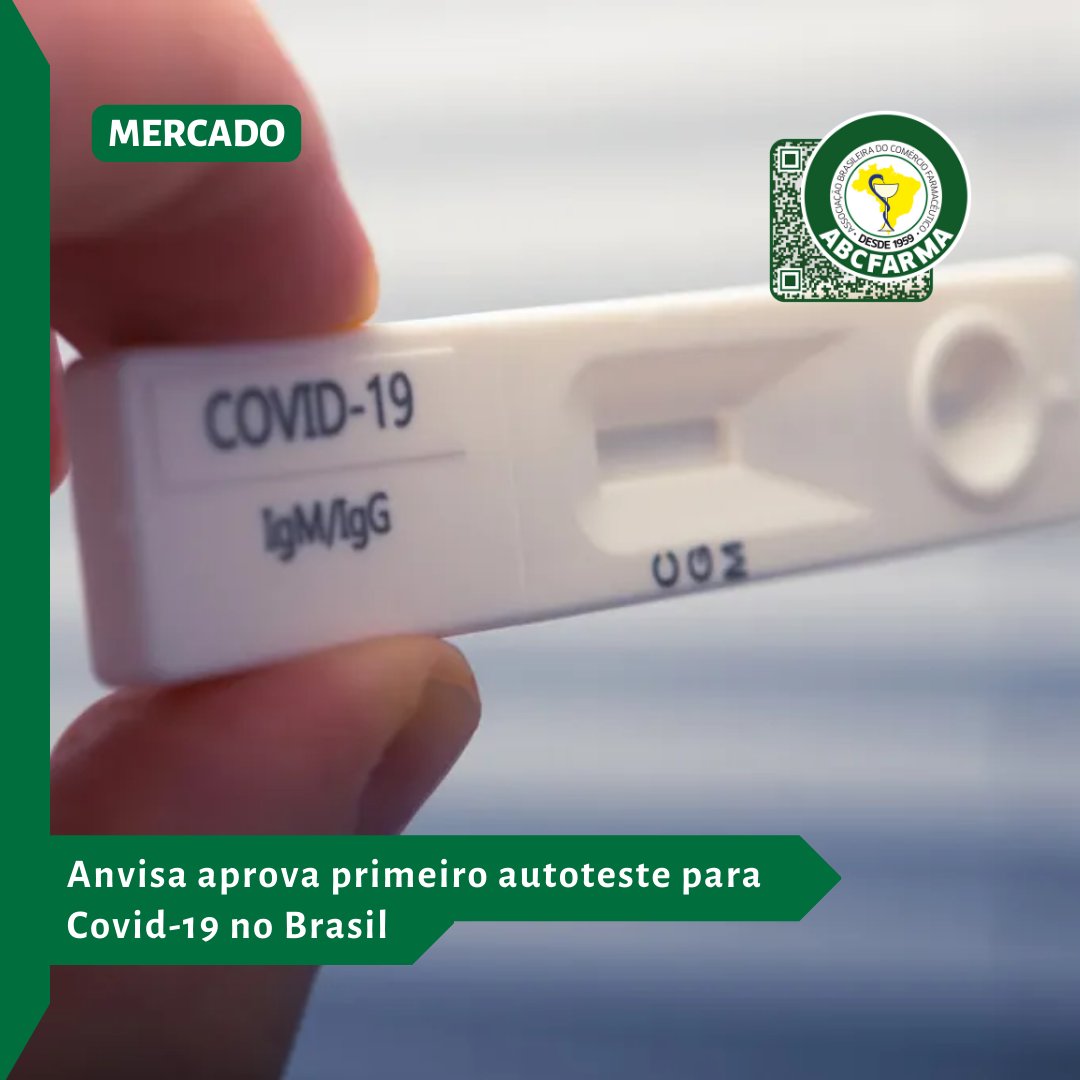 MERCADO
ASSOCIAÇÃO BRASILEIRA DO COMÉRCIO FARMACÊUTICO
• DESDE 1959 •
ABCFARMA
COVID-19
IgM/IgG
C G M
Anvisa aprova primeiro autoteste para
Covid-19 no Brasil